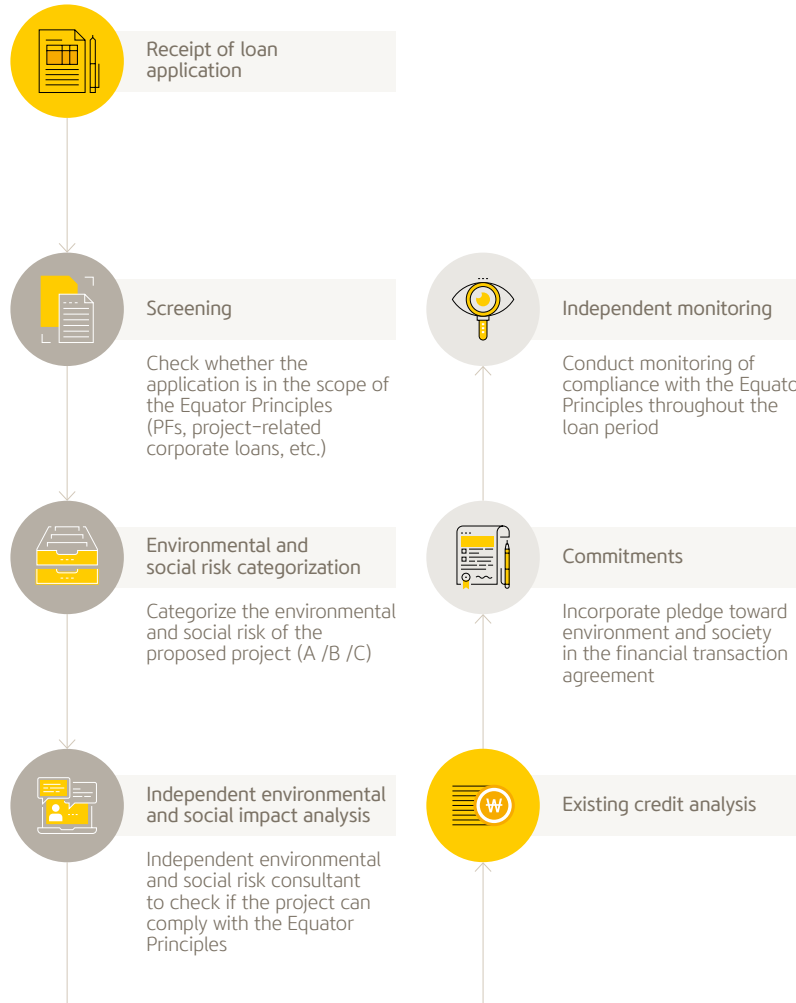 Receipt of loan
application
Screening
Check whether the
application is in the scope of
the Equator Principles
(PFs, project-related
corporate loans, etc.)
Environmental and
social risk categorization
Categorize the environmental
and social risk of the
proposed project (A /B /C)
Independent environmental
and social impact analysis
Independent environmental
and social risk consultant
to check if the project can
comply with the Equator
Principles
Independent monitoring
Conduct monitoring of
compliance with the Equato
Principles throughout the
loan period
Commitments
Incorporate pledge toward
environment and society
in the financial transaction
agreement
₩
Existing credit analysis